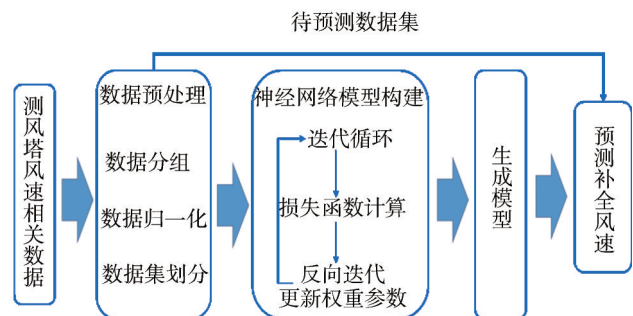 待预测数据集
测风塔风速相关数据
数据预处理
数据分组
数据归一化
数据集划分
神经网络模型构建
迭代循环
损失函数计算
反向迭代
更新权重参数
生成模型
预测补全风速